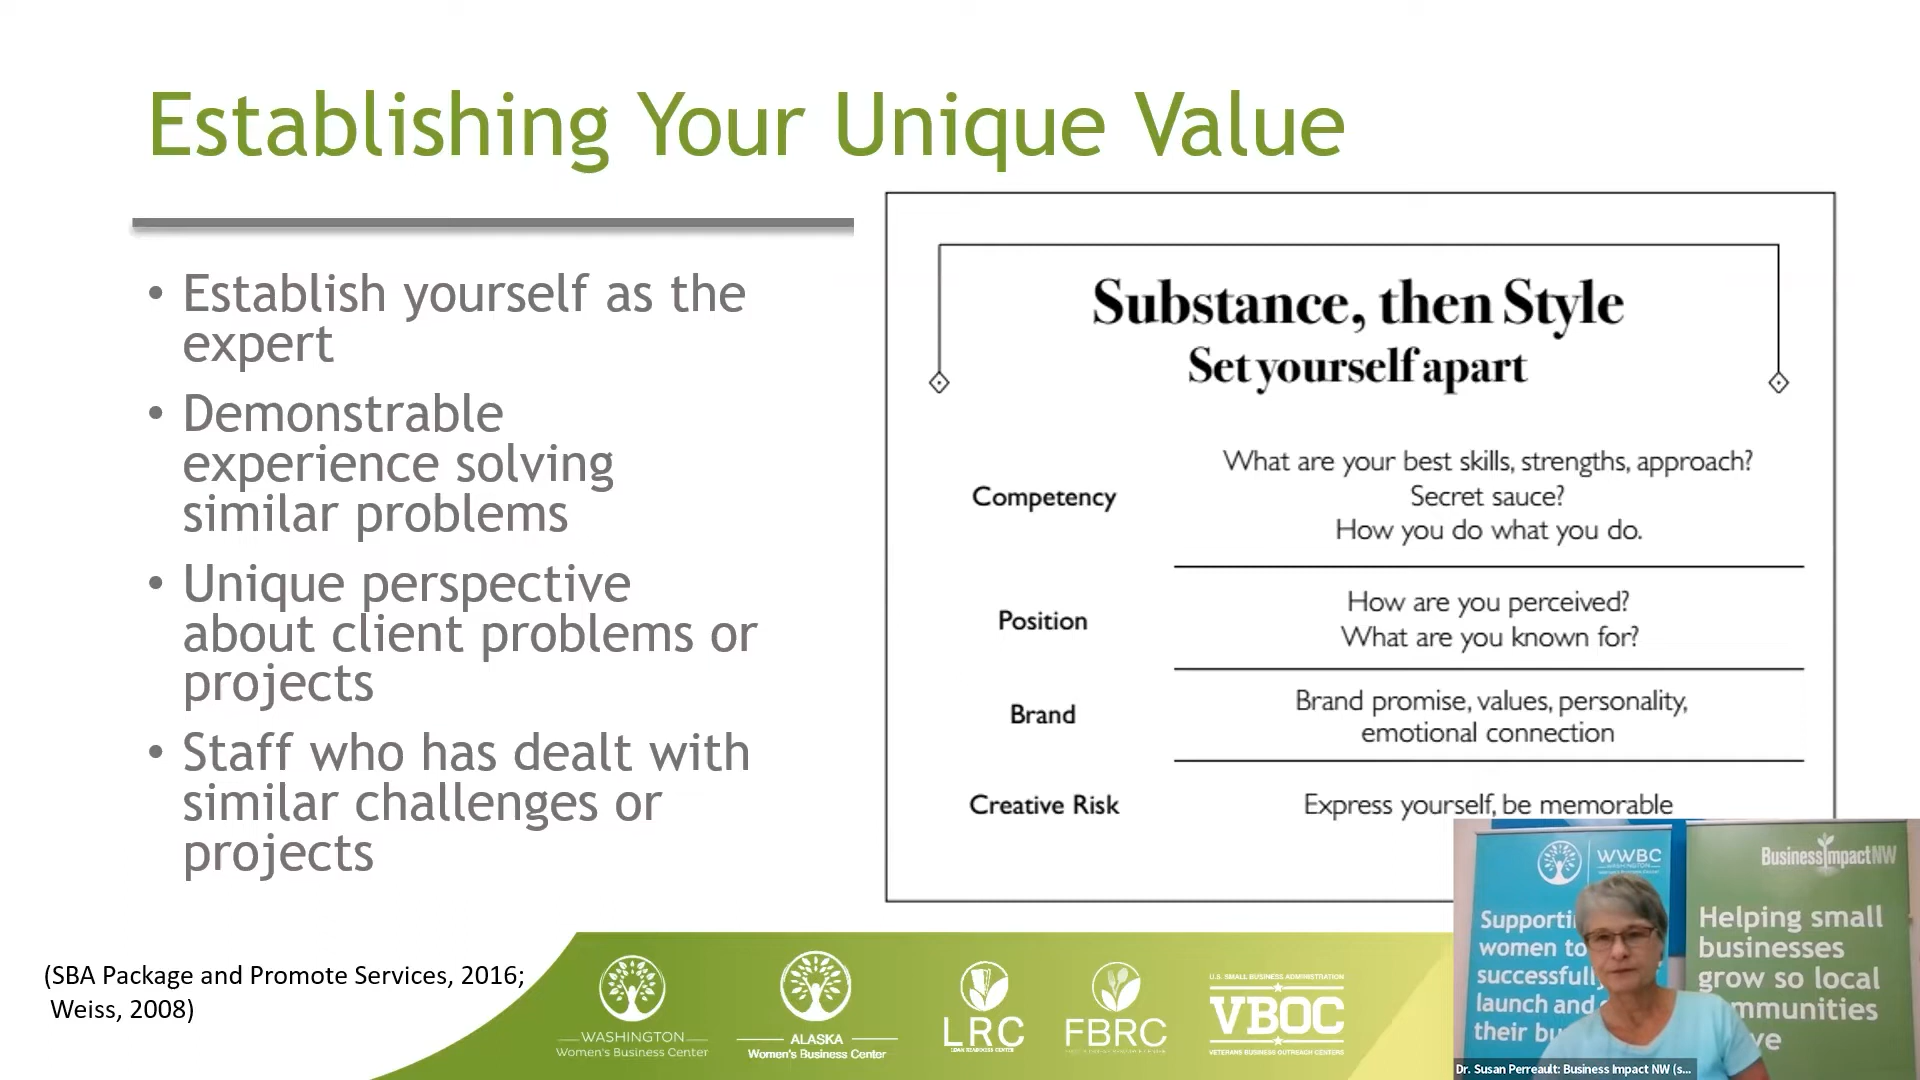 Establishing Your Unique Value
• Establish yourself as the
expert
• Demonstrable
experience solving
similar problems
• Unique perspective
about client problems or
projects
• Staff who has dealt with
similar challenges or
projects
Substance, then Style
Set yourself apart
Competency
What are your best skills, strengths, approach?
Secret sauce?
How you do what you do.
Position
How are you perceived?
What are you known for?
Brand
Brand promise, values, personality,
emotional connection
Creative Risk
Express yourself, be memorable
(SBA Package and Promote Services, 2016;
Weiss, 2008)
WASHINGTON
Women's Business Center
ALASKA
Women's Business Center
LRC
LOAN READINESS CENTER
FBRC
U.S. SMALL BUSINESS ADMINISTRATION
VBOC
VETERANS BUSINESS OUTREACH CENTERS
WWBC
WASHINGTON
Women's Business Center
Supporti
women to
successfull
launch and
their bu
BusinessImpactNW
Helping small
businesses
grow so local
mmunities
ve
Dr. Susan Perreault: Business Impact NW (s...